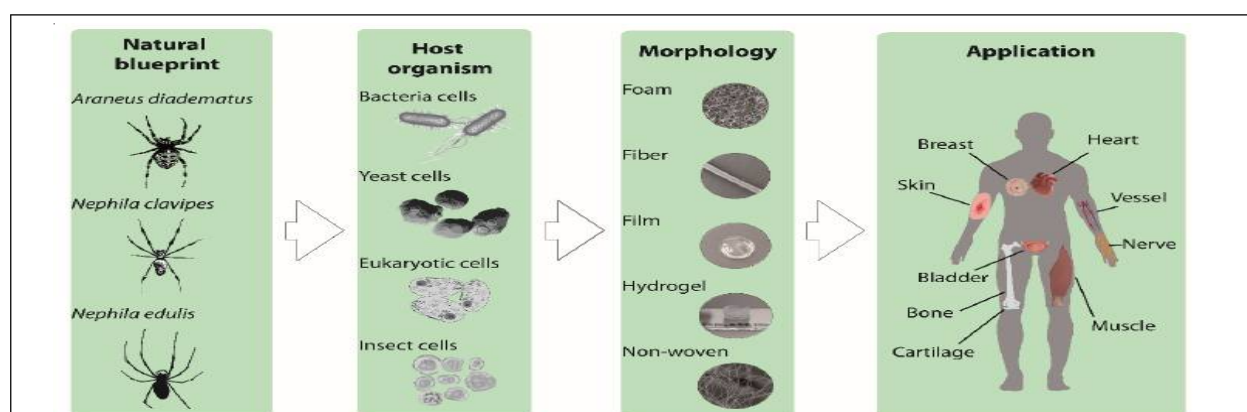 Natural
blueprint
Araneus diadematus
Nephila clavipes
Nephila edulis
Host
organism
Bacteria cells
Yeast cells
Eukaryotic cells
Insect cells
Morphology
Foam
Fiber
Film
Hydrogel
Non-woven
Application
Breast
Heart
Skin
Vessel
Nerve
Bladder
Bone
Muscle
Cartilage